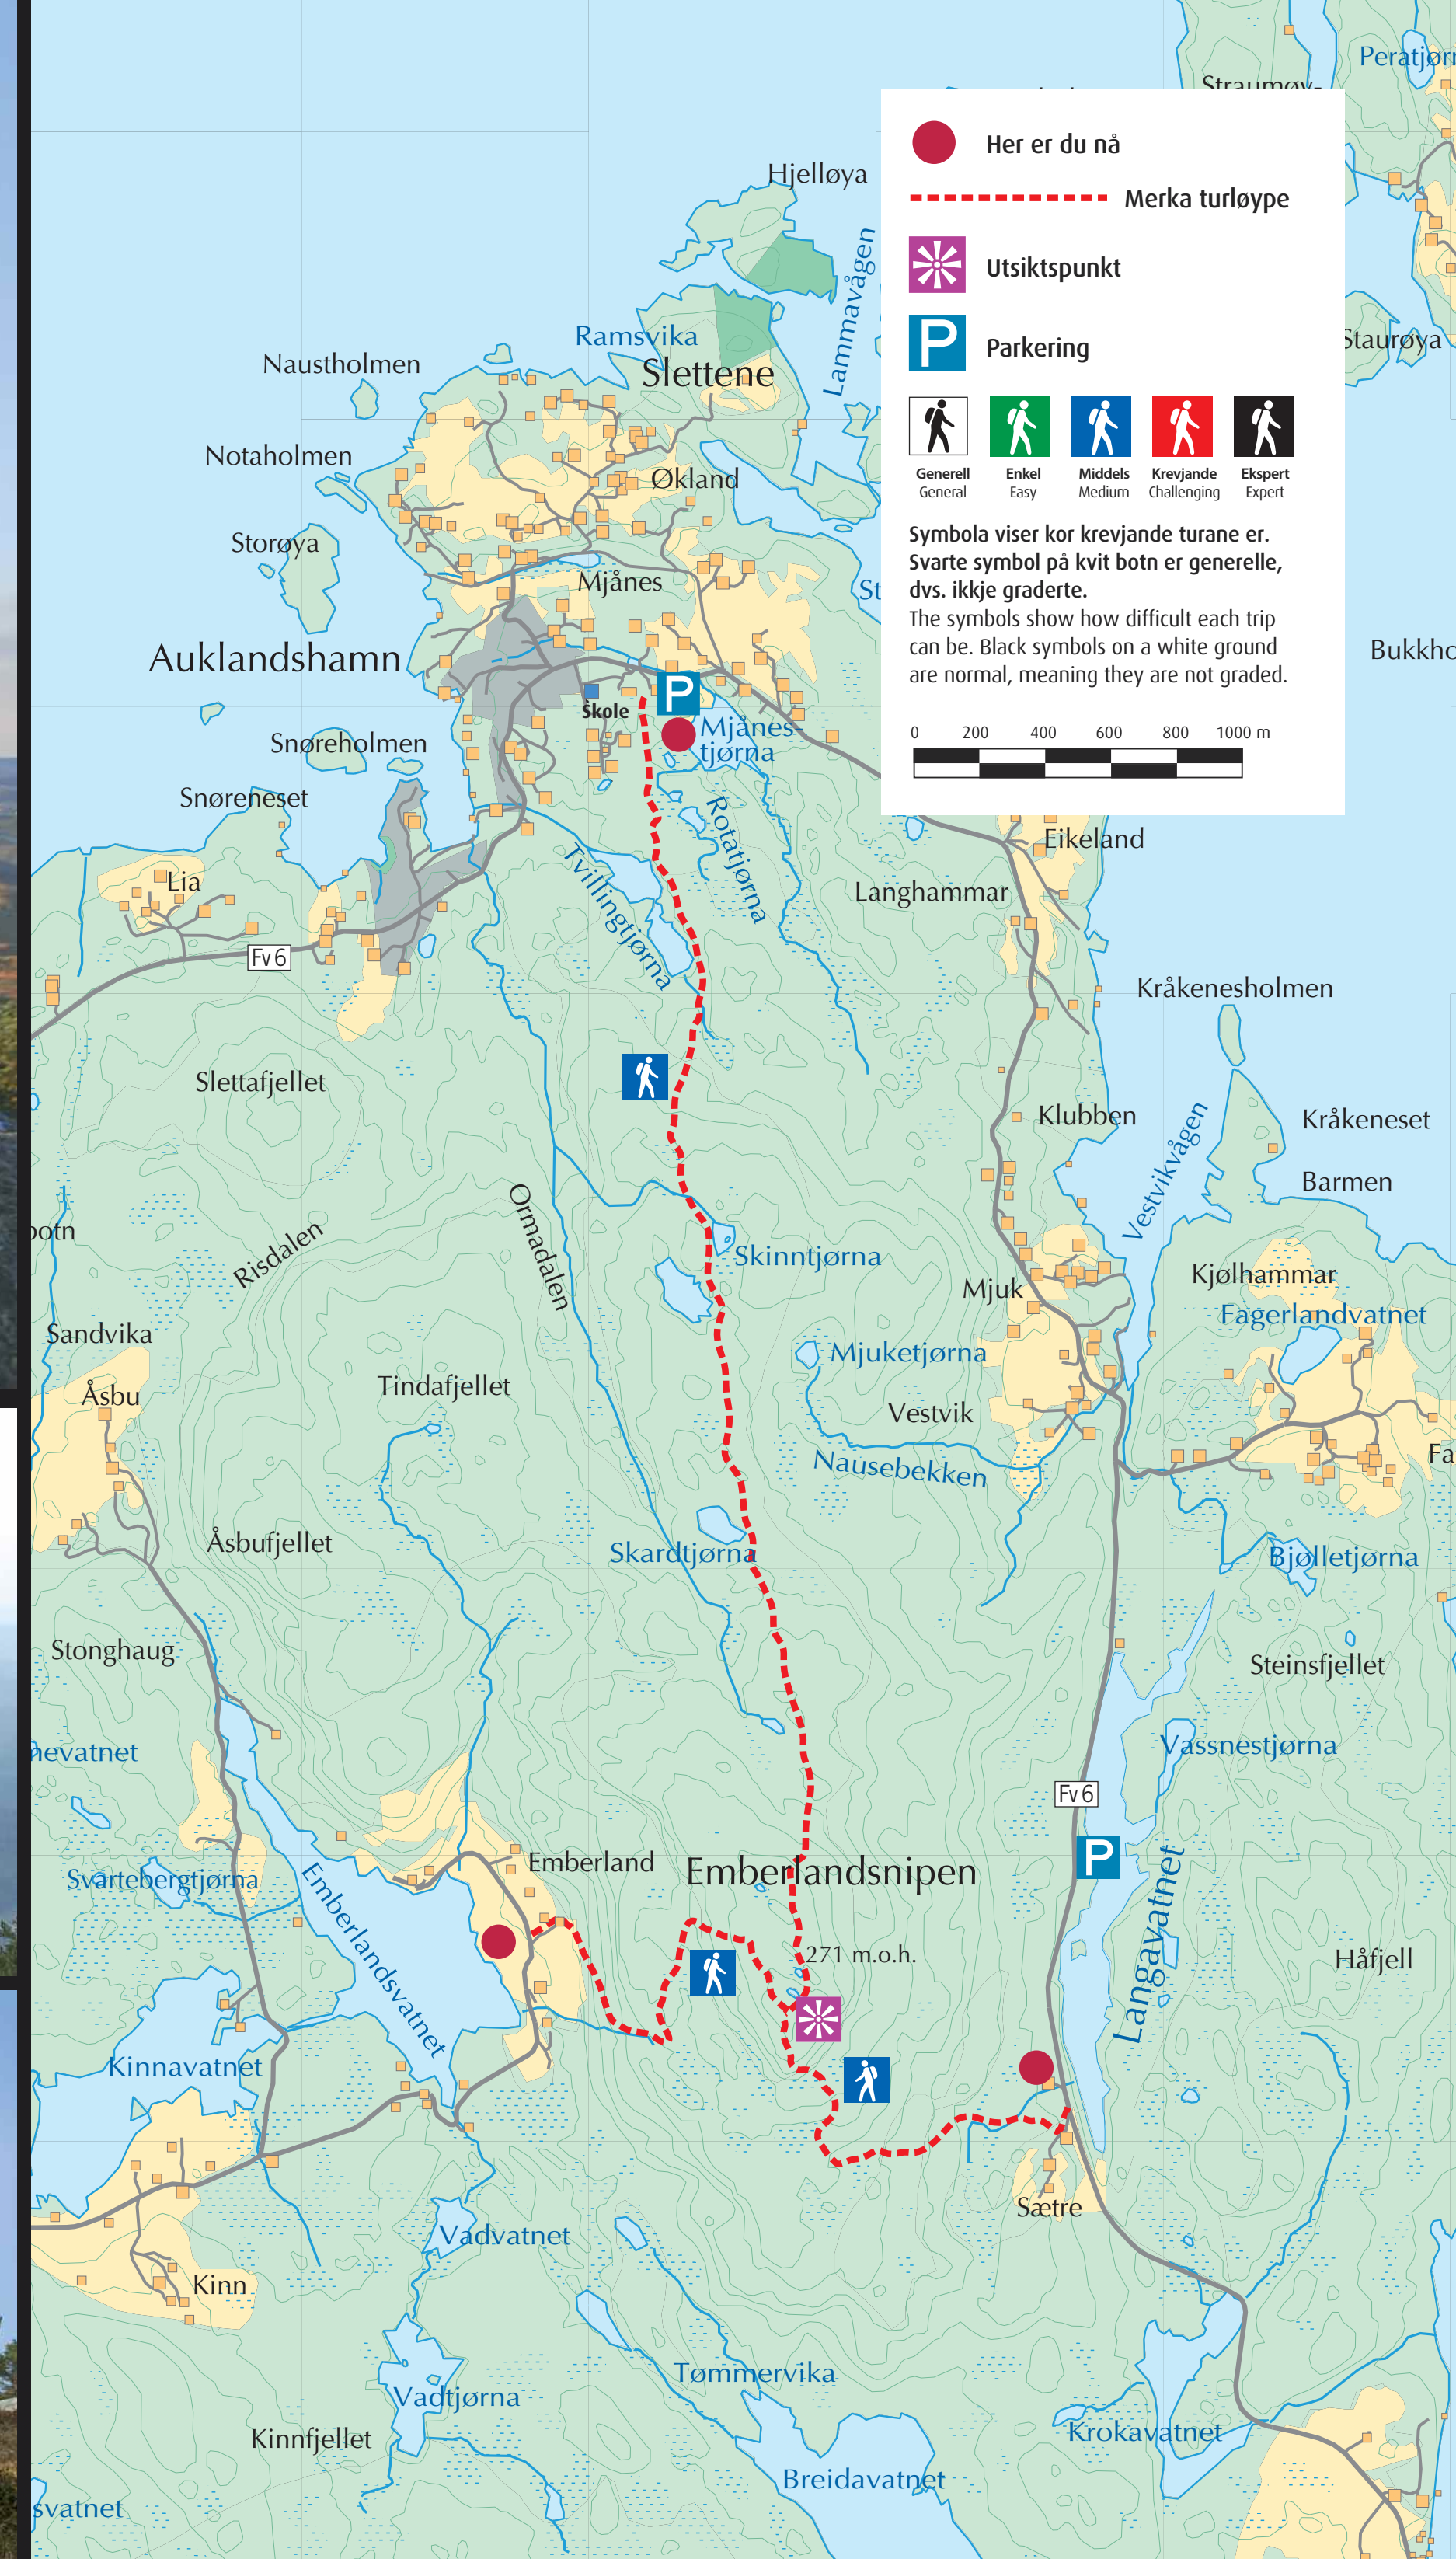 Peratjør
Straumøy-
Hjelløya
Lammavågen
Ramsvika
Slettene
Staurøya
Naustholmen
Notaholmen
Økland
Storøya
Mjånes
St
Auklandshamn
Bukkho
P
Skole
Mjånes-
tjørna
Snøreholmen
Snøreneset
Rotatjørna
Tvillingtjørna
Lia
Fv 6
Her er du nå
Merka turløype
Utsiktspunkt
P
Parkering
Generell
General
Enkel
Easy
Middels
Medium
Krevjande
Challenging
Ekspert
Expert
Symbola viser kor krevjande turane er.
Svarte symbol på kvit botn er generelle,
dvs. ikkje graderte.
The symbols show how difficult each trip
can be. Black symbols on a white ground
are normal, meaning they are not graded.
0 200 400 600 800 1000 m
Eikeland
Langhammar
Kråkenesholmen
Slettafjellet
Klubben
Kråkeneset
Vestvikvågen
Barmen
botn
Risdalen
Ormadalen
Skinntjørna
Mjuk
Kjølhammar
Fagerlandvatnet
Sandvika
Mjuketjørna
Åsbu
Tindafjellet
Vestvik
Nausebekken
Fa
Åsbufjellet
Skardtjørna
Bjølletjørna
Stonghaug
Steinsfjellet
nevatnet
Vassnestjørna
Fv 6
P
Emberland
Emberlandsnipen
Svartebergtjørna
Emberlandsvatnet
Langavatnet
271 m.o.h.
Håfjell
Kinnavatnet
Sætre
Vadvatnet
Kinn
Tømmervika
Vadtjørna
Kinnfjellet
Krokavatnet
Breidavatnet
svatnet